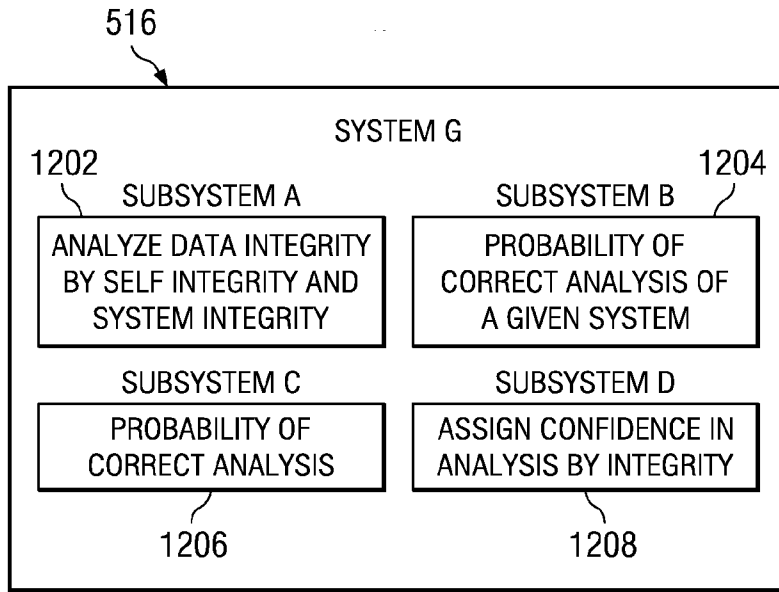 516
SYSTEM G
1202
1204
SUBSYSTEM A
ANALYZE DATA INTEGRITY
BY SELF INTEGRITY AND
SYSTEM INTEGRITY
SUBSYSTEM B
PROBABILITY OF
CORRECT ANALYSIS OF
A GIVEN SYSTEM
SUBSYSTEM C
PROBABILITY OF
CORRECT ANALYSIS
1206
SUBSYSTEM D
ASSIGN CONFIDENCE IN
ANALYSIS BY INTEGRITY
1208